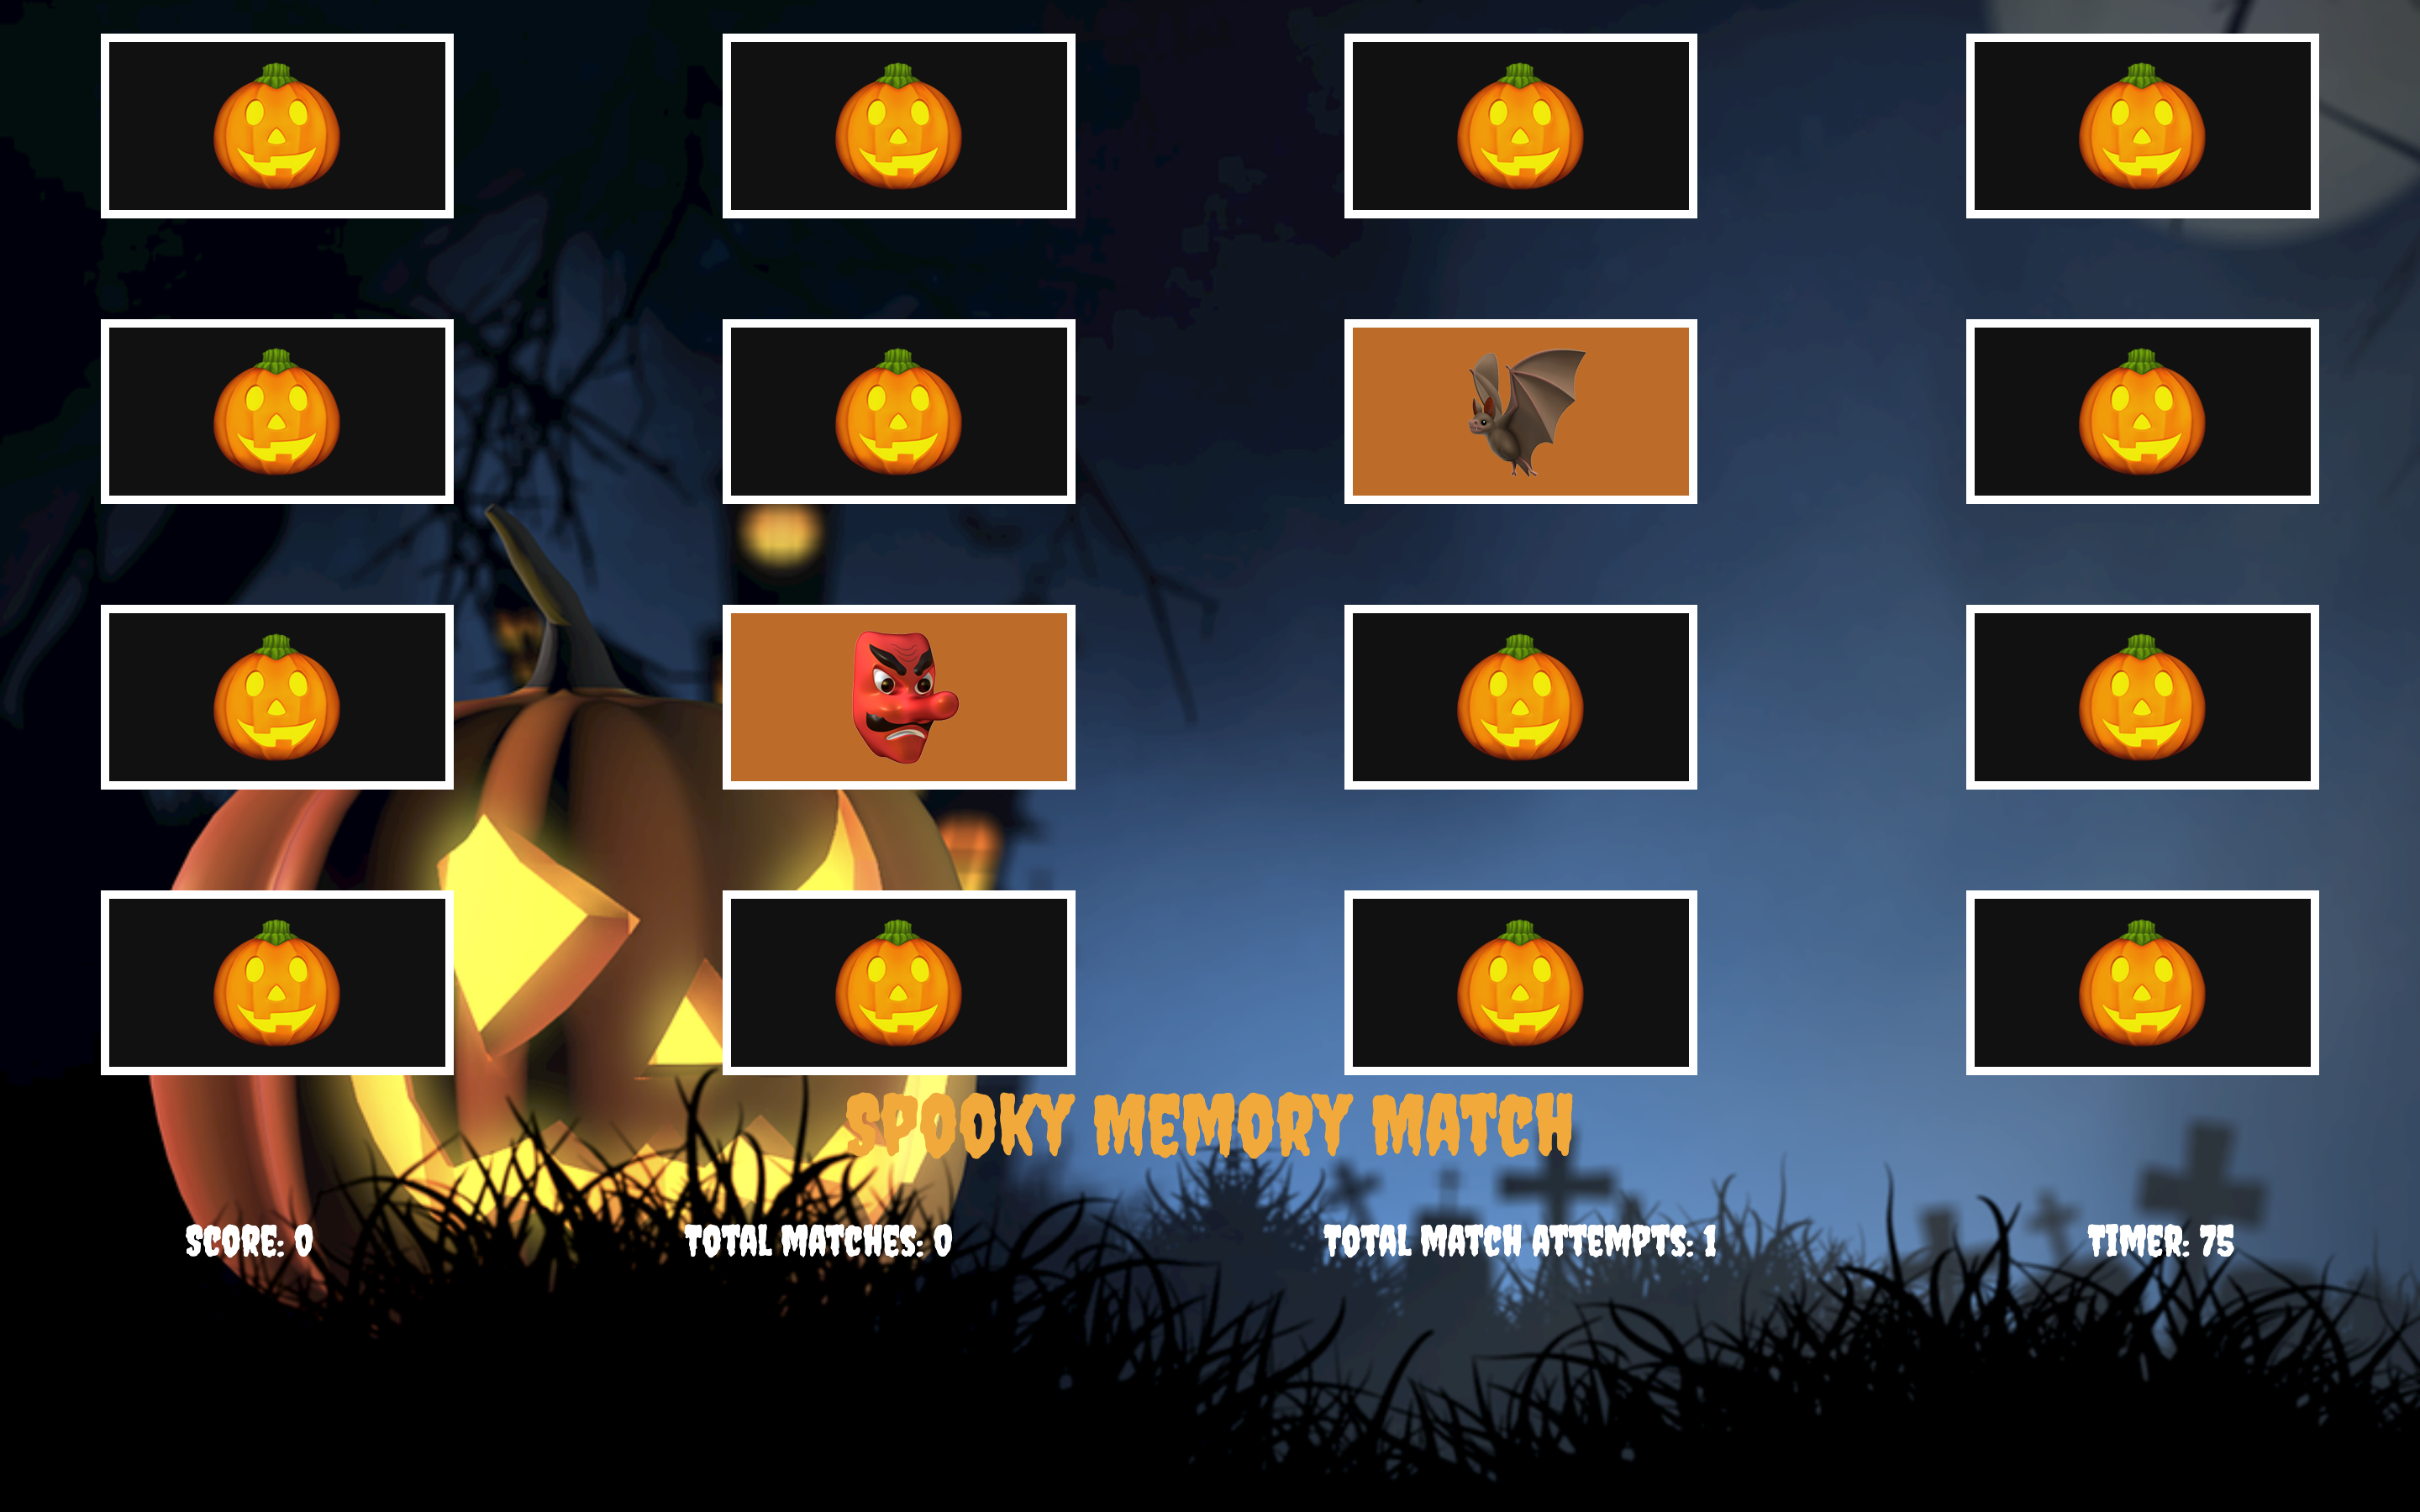 SPOOKY MEMORY MATCH
SCORE: 0
TOTAL MATCHES: 0
TOTAL MATCH ATTEMPTS: 1
TIMER: 75